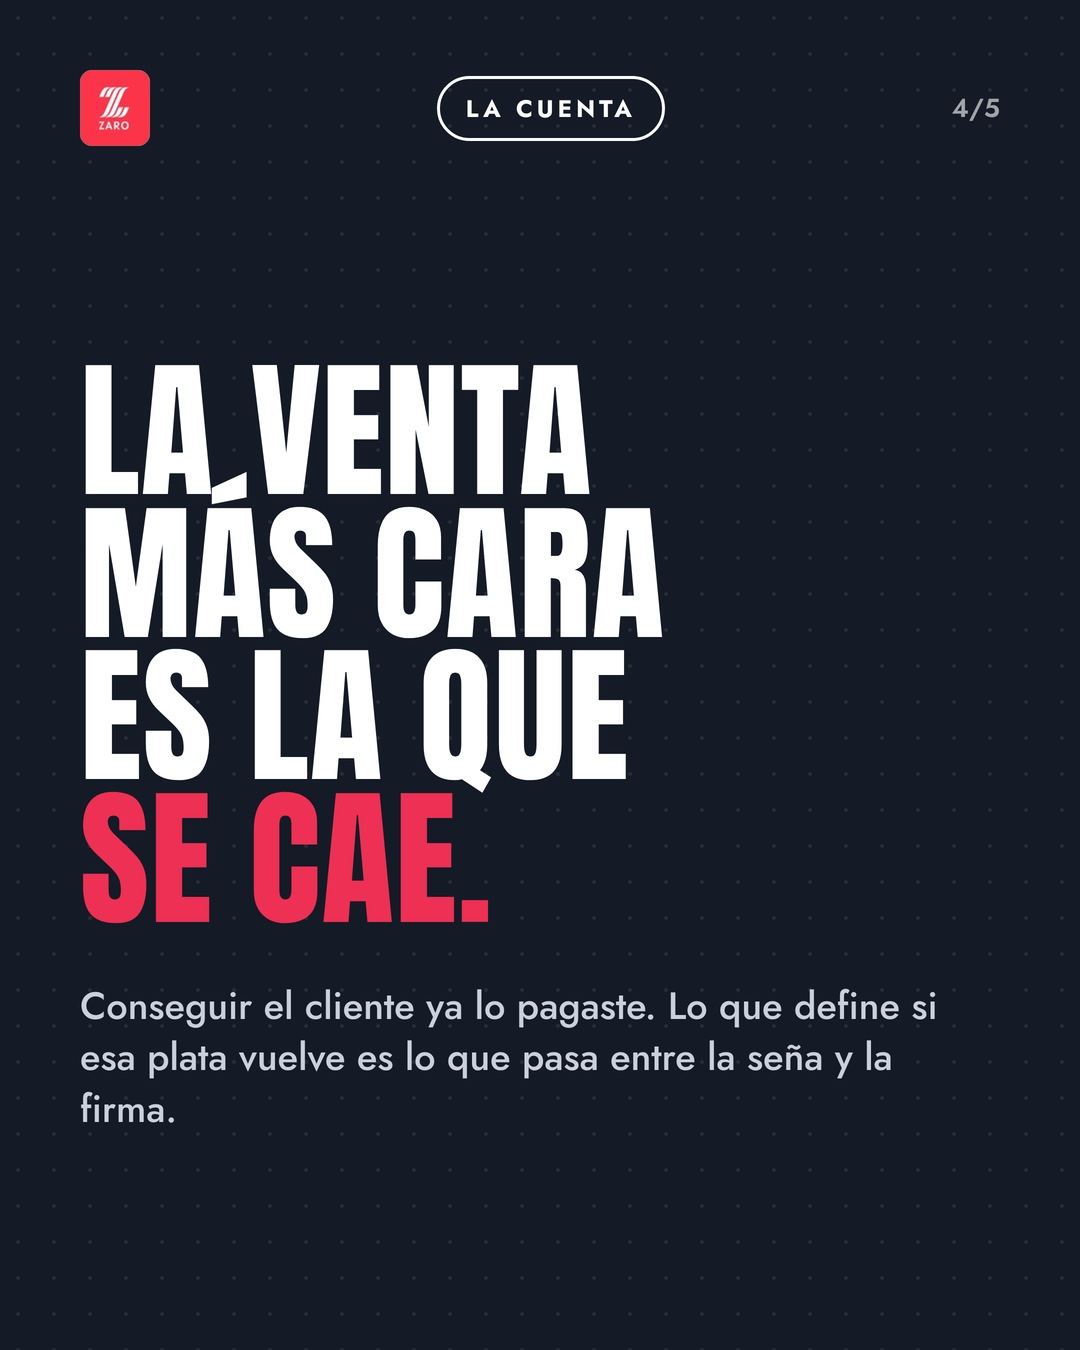 ZARO
LA CUENTA
4/5
LA VENTA
MÁS CARA
ES LA QUE
SE CAE.
Conseguir el cliente ya lo pagaste. Lo que define si
esa plata vuelve es lo que pasa entre la seña y la
firma.